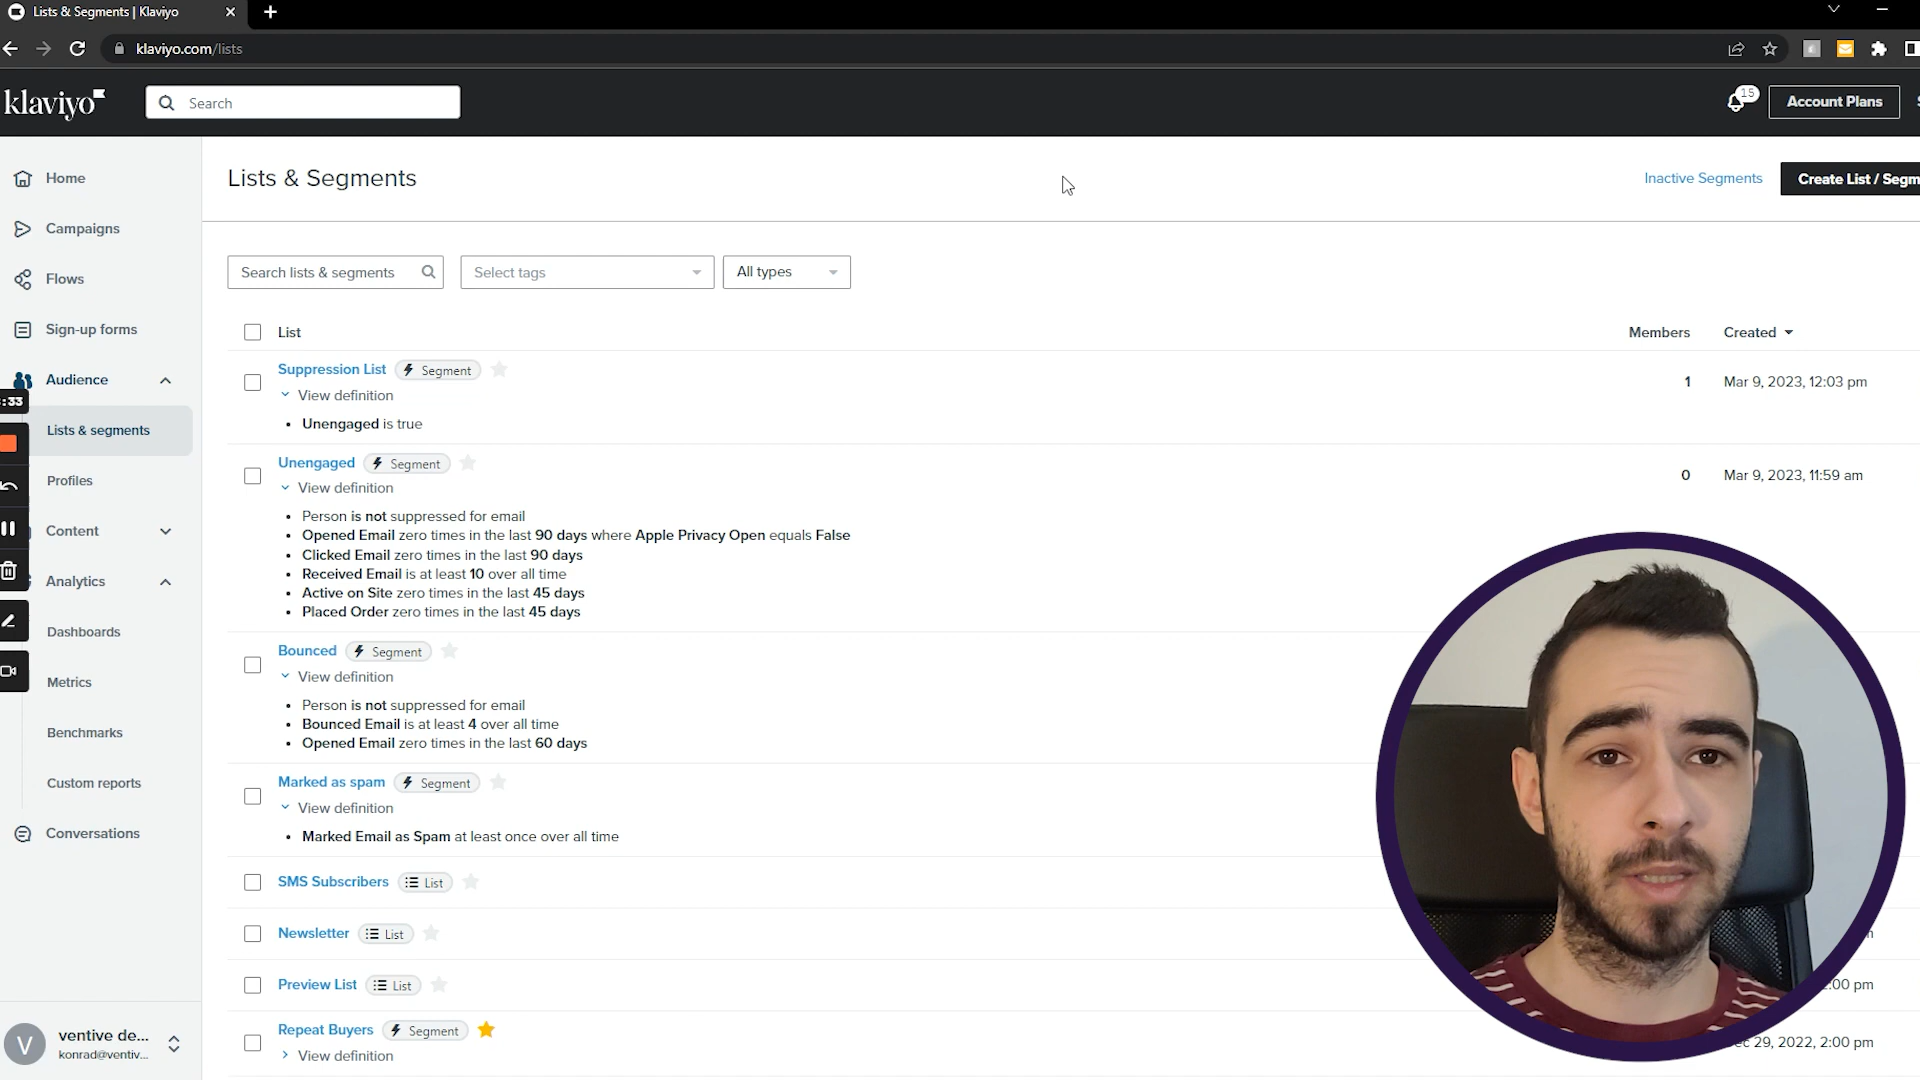 Lists & Segments | Klaviyo
klaviyo.com/lists
klaviyo
Search
15
Account Plans
Home
Campaigns
Flows
Sign-up forms
Audience
:33
Lists & segments
Profiles
Content
Analytics
Dashboards
Metrics
Benchmarks
Custom reports
Conversations
V
ventive de...
konrad@ventiv...
Lists & Segments
Inactive Segments
Create List / Segm
Search lists & segments
Select tags
All types
List
Members
Created
Suppression List
Segment
1
Mar 9, 2023, 12:03 pm
View definition
Unengaged is true
Unengaged
Segment
0
Mar 9, 2023, 11:59 am
View definition
Person is not suppressed for email
Opened Email zero times in the last 90 days where Apple Privacy Open equals False
Clicked Email zero times in the last 90 days
Received Email is at least 10 over all time
Active on Site zero times in the last 45 days
Placed Order zero times in the last 45 days
Bounced
Segment
View definition
Person is not suppressed for email
Bounced Email is at least 4 over all time
Opened Email zero times in the last 60 days
Marked as spam
Segment
View definition
Marked Email as Spam at least once over all time
SMS Subscribers
List
Newsletter
List
Preview List
List
:00 pm
Repeat Buyers
Segment
29, 2022, 2:00 pm
View definition